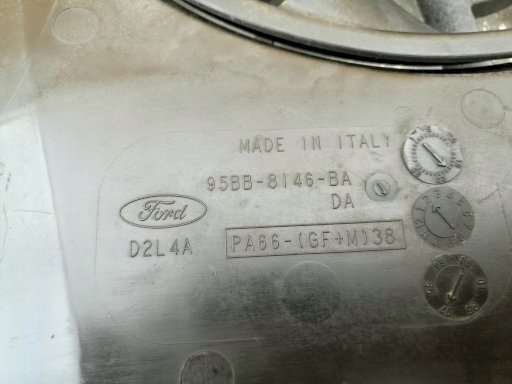 MADE IN ITALY
95BB-8146-BA
DA
Ford
D2L4A
PA66-(GF+M)38